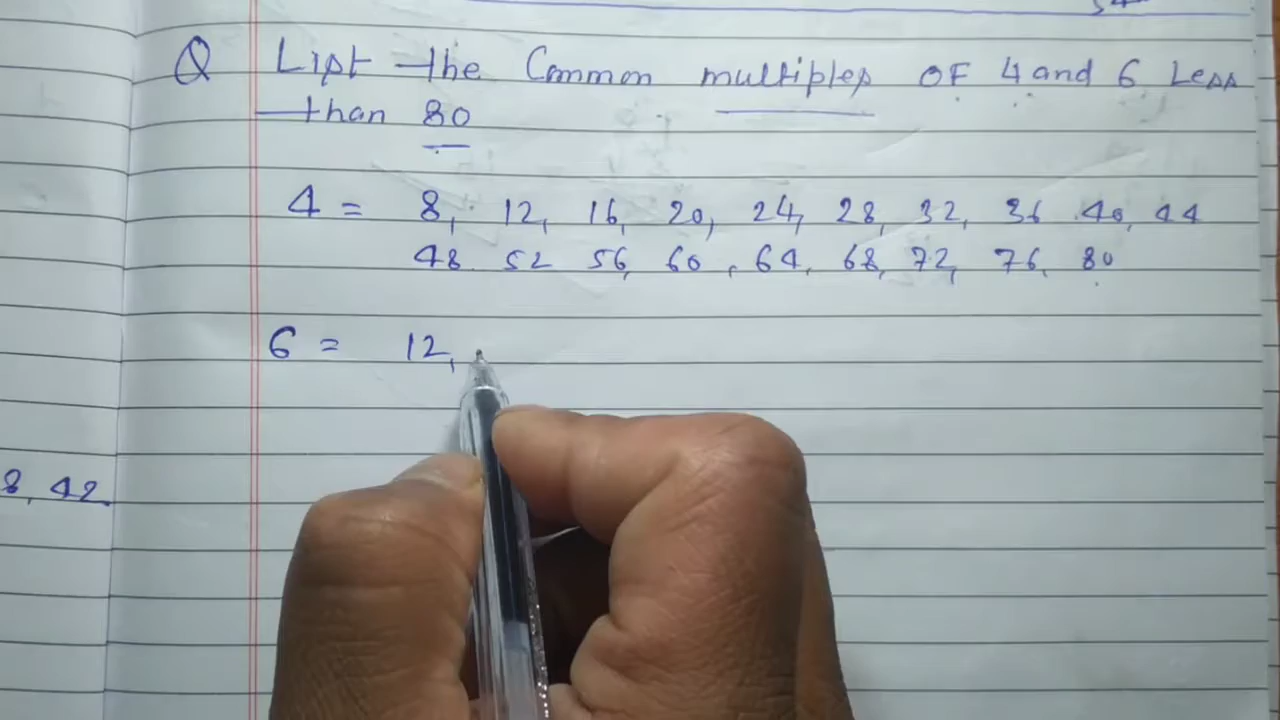 Q List the Common multiples OF 4 and 6 Less
than 80
4 = 8, 12, 16, 20, 24, 28, 32, 36 40, 44
48 52 56, 60, 64, 68, 72, 76, 80
6 = 12,
8, 42